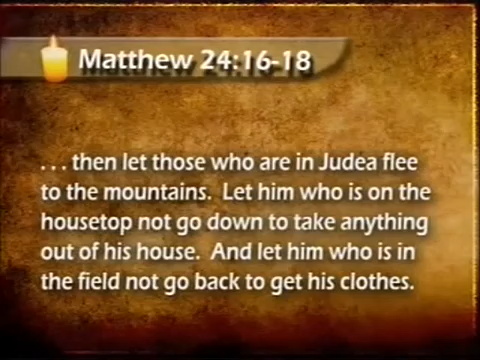 Matthew 24:16-18
. . . then let those who are in Judea flee
to the mountains. Let him who is on the
housetop not go down to take anything
out of his house. And let him who is in
the field not go back to get his clothes.